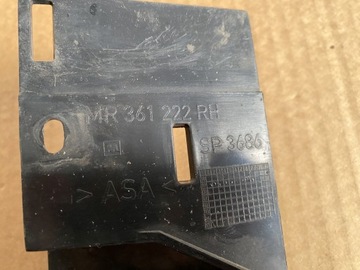 MR 361 222 RH
SP 3686
> ASA <